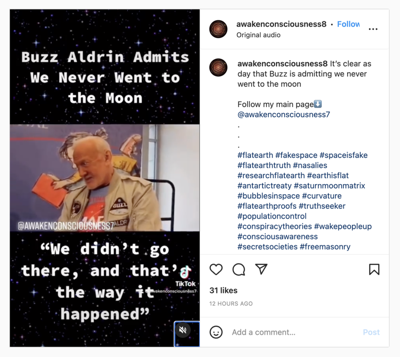 Buzz Aldrin Admits
We Never Went to
the Moon
@AWAKENCONSCIOUSNESS7
“We didn’t go
there, and that’s
the way it
happened”
TikTok
awakenconsciousness8 • Follow
Original audio
awakenconsciousness8 It’s clear as
day that Buzz is admitting we never
went to the moon
Follow my main page⬇️
@awakenconsciousness7
.
.
.
#flatearth #fakespace #spaceisfake
#flatearthtruth #nasalies
#researchflatearth #earthisflat
#antarctictreaty #saturnmoonmatrix
#bubblesinspace #curvature
#flatearthproofs #truthseeker
#populationcontrol
#conspiracytheories #wakepeopleup
#consciousawareness
#secretsocieties #freemasonry
31 likes
12 HOURS AGO
Add a comment...
Post